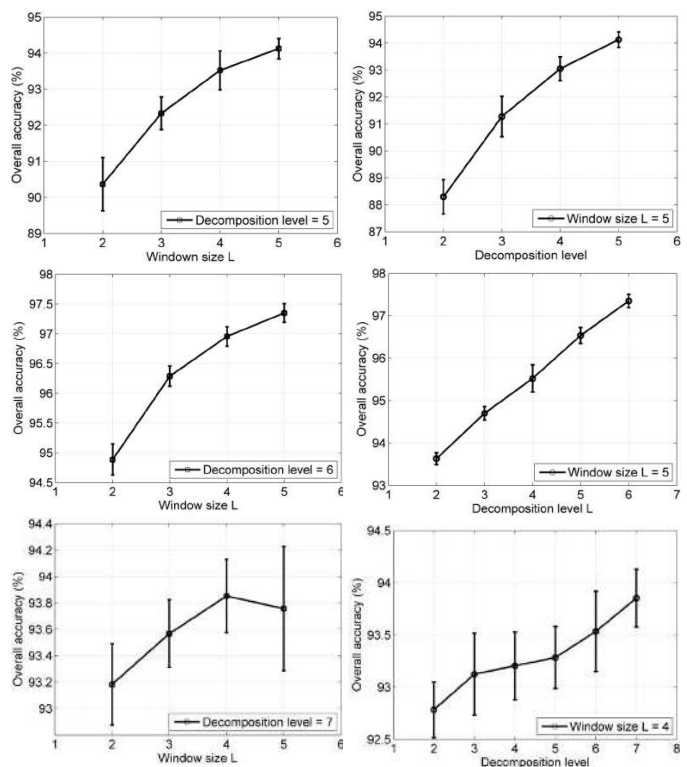 95
94
93
92
91
90
89
1 2 3 4 5 6
Overall accuracy (%)
Decomposition level = 5
Windown size L
95
94
93
92
91
90
89
88
87
1 2 3 4 5 6
Overall accuracy (%)
Window size L = 5
Decomposition level
98
97.5
97
96.5
96
95.5
95
94.5
1 2 3 4 5 6
Overall accuracy (%)
Decomposition level = 6
Window size L
98
97
96
95
94
93
1 2 3 4 5 6 7
Overall accuracy (%)
Window size L = 5
Decomposition level L
94.4
94.2
94
93.8
93.6
93.4
93.2
93
1 2 3 4 5 6
Overall accuracy (%)
Decomposition level = 7
Window size L
94.5
94
93.5
93
92.5
1 2 3 4 5 6 7 8
Overall accuracy (%)
Window size L = 4
Decomposition level